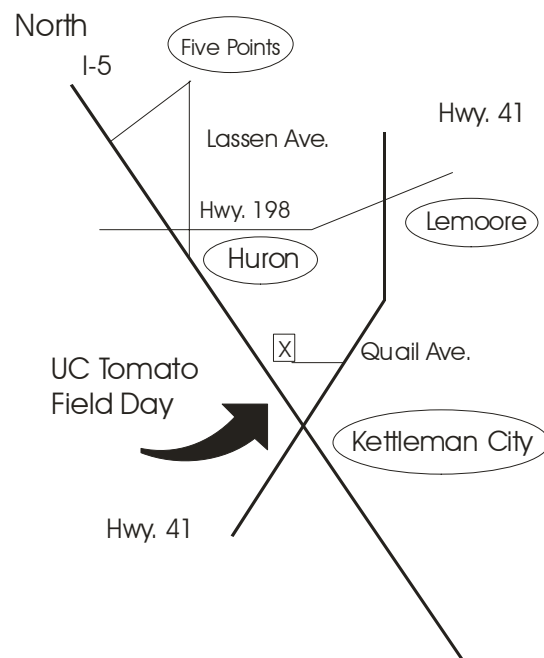 North
I-5
Five Points
Hwy. 41
Lassen Ave.
Hwy. 198
Lemoore
Huron
X
Quail Ave.
UC Tomato
Field Day
Kettleman City
Hwy. 41